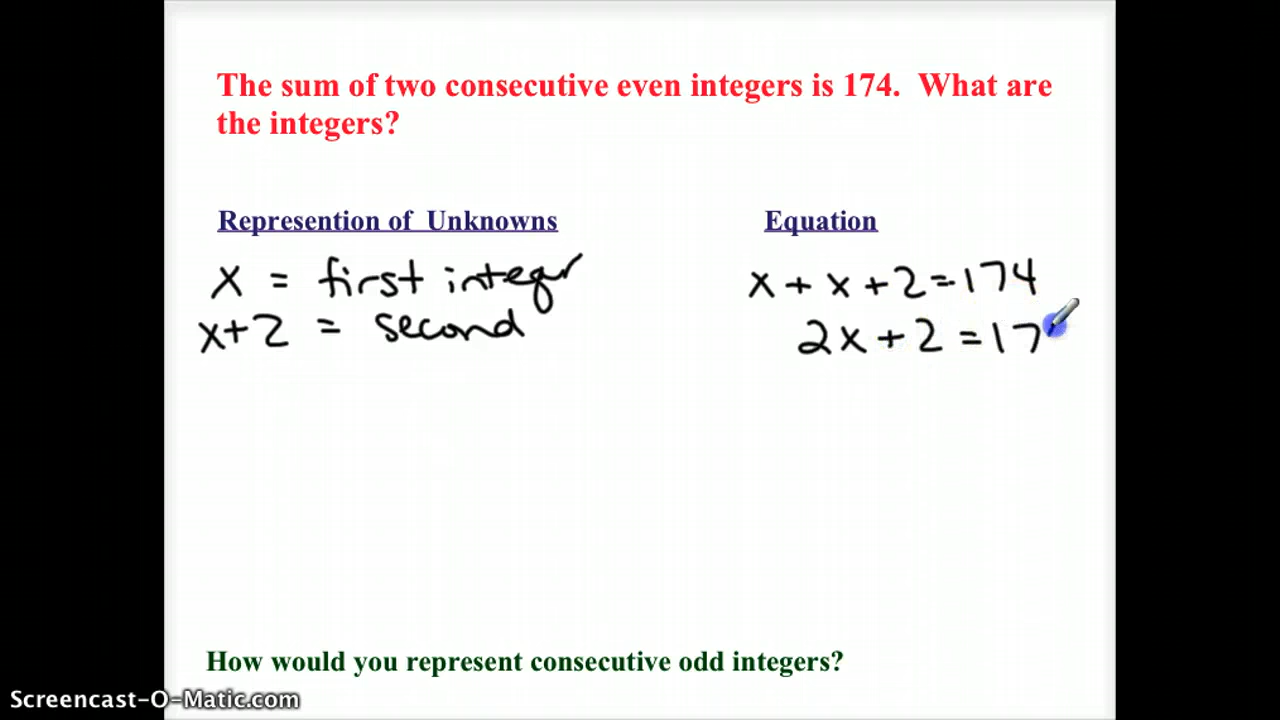 The sum of two consecutive even integers is 174. What are
the integers?
Represention of Unknowns
x = first integr
x+2 = second
Equation
x + x + 2 = 174
2x + 2 = 17
How would you represent consecutive odd integers?
Screencast-O-Matic.com